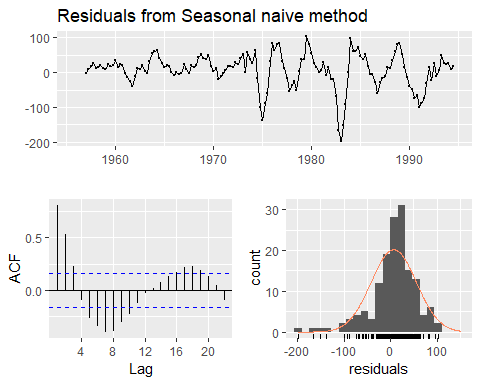 Residuals from Seasonal naive method
100
0
-100
-200
1960 1970 1980 1990
ACF
0.5
0.0
4 8 12 16 20
Lag
count
30
20
10
0
-200 -100 0 100
residuals